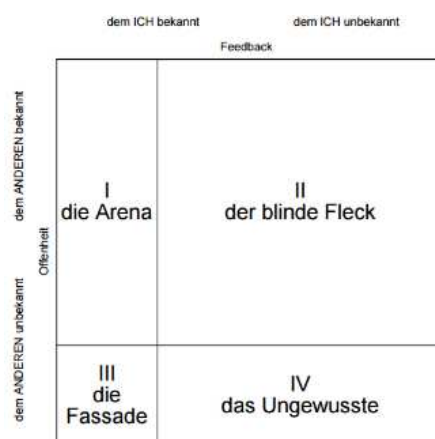 dem ICH bekannt
dem ICH unbekannt
Feedback
dem ANDEREN bekannt
Offenheit
dem ANDEREN unbekannt
I
die Arena
II
der blinde Fleck
III
die
Fassade
IV
das Ungewusste